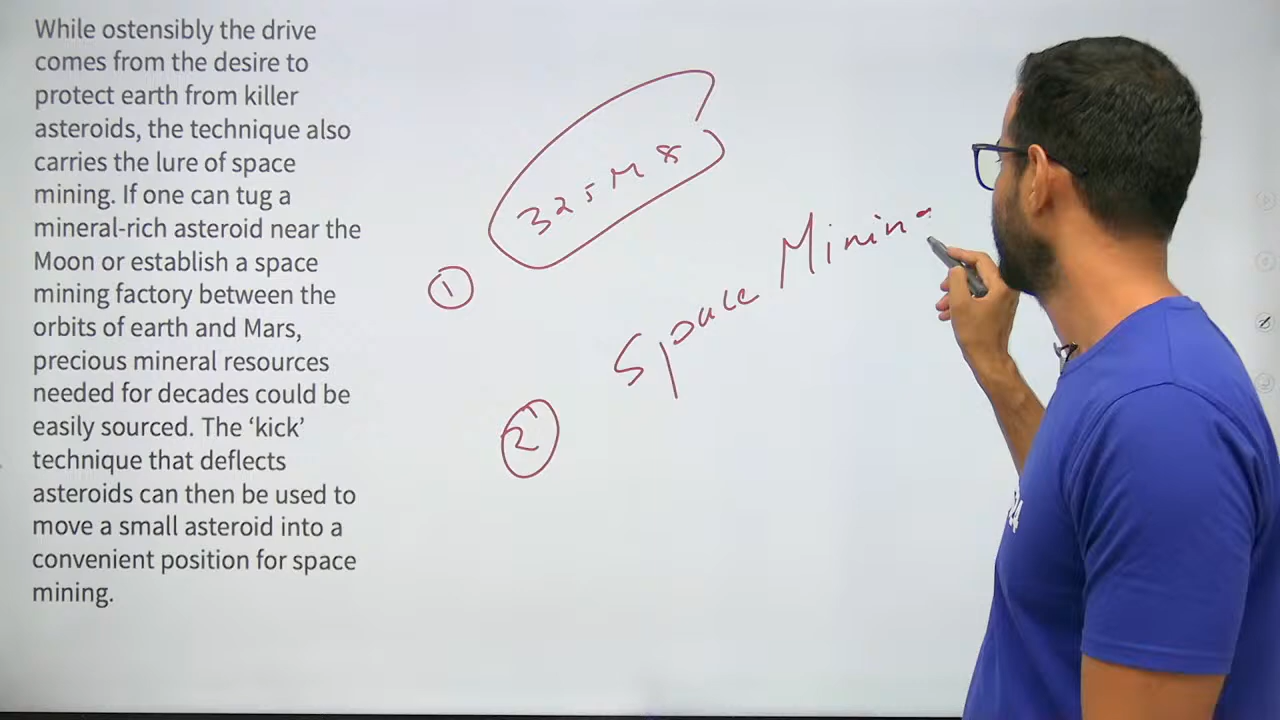 While ostensibly the drive
comes from the desire to
protect earth from killer
asteroids, the technique also
carries the lure of space
mining. If one can tug a
mineral-rich asteroid near the
Moon or establish a space
mining factory between the
orbits of earth and Mars,
precious mineral resources
needed for decades could be
easily sourced. The ‘kick’
technique that deflects
asteroids can then be used to
move a small asteroid into a
convenient position for space
mining.
325 M $
1
Space Minin
2